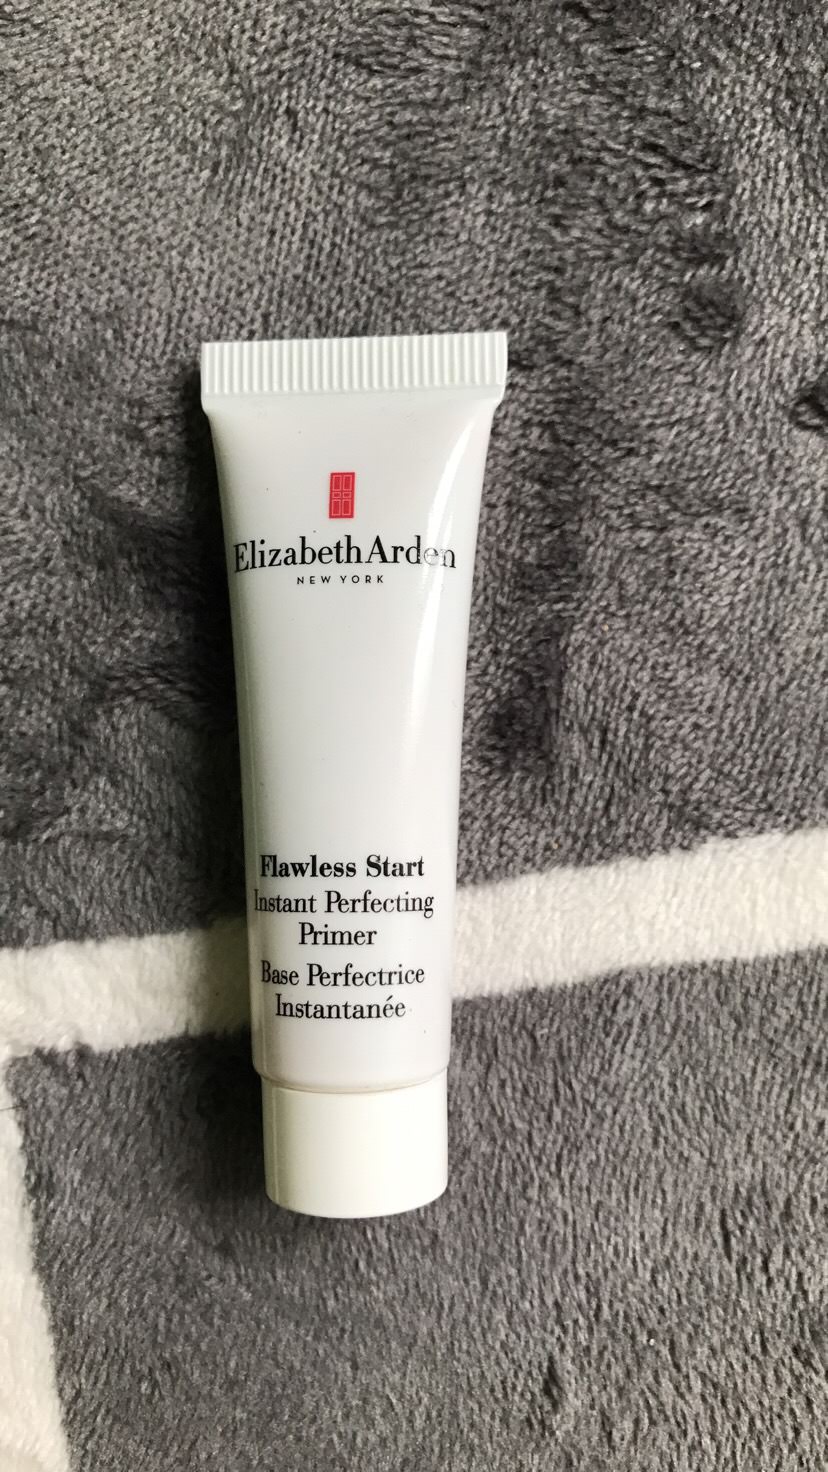 ElizabethArden
NEW YORK
Flawless Start
Instant Perfecting
Primer
Base Perfectrice
Instantanée